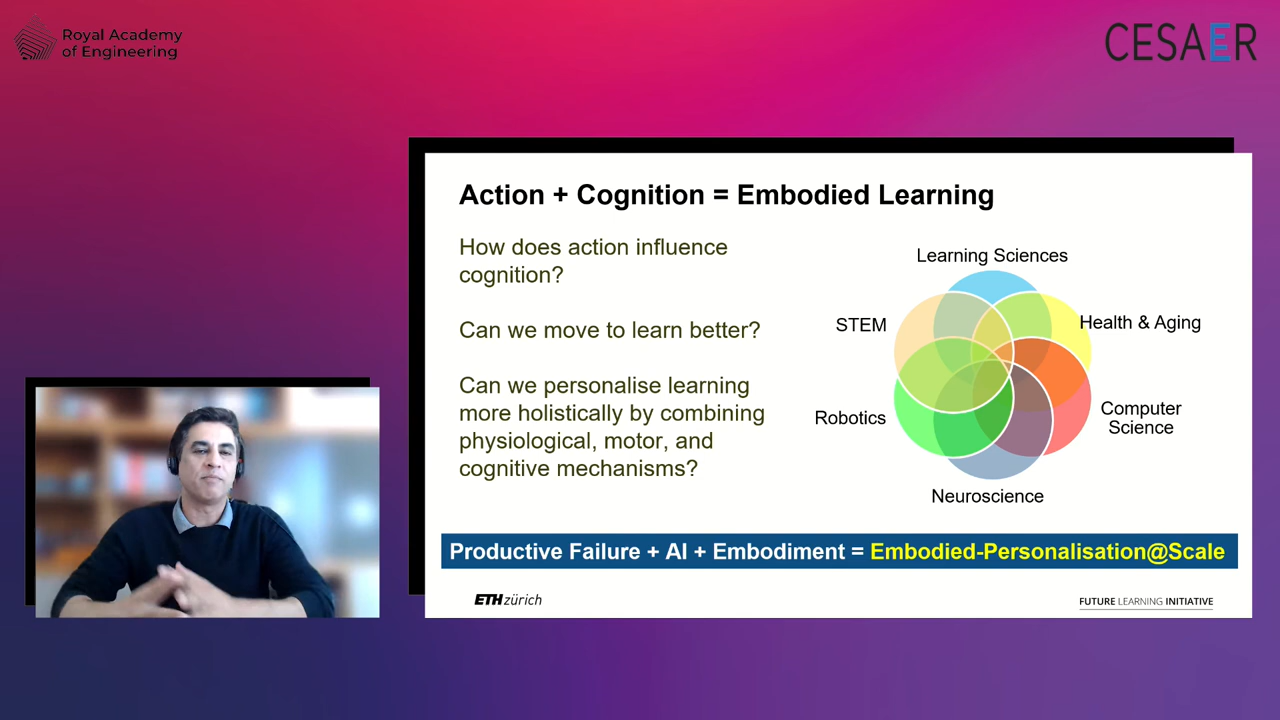 Royal Academy
of Engineering
CESAER
Action + Cognition = Embodied Learning
How does action influence
cognition?
Can we move to learn better?
Can we personalise learning
more holistically by combining
physiological, motor, and
cognitive mechanisms?
Learning Sciences
STEM
Health & Aging
Robotics
Computer
Science
Neuroscience
Productive Failure + AI + Embodiment = Embodied-Personalisation@Scale
ETH zürich
FUTURE LEARNING INITIATIVE